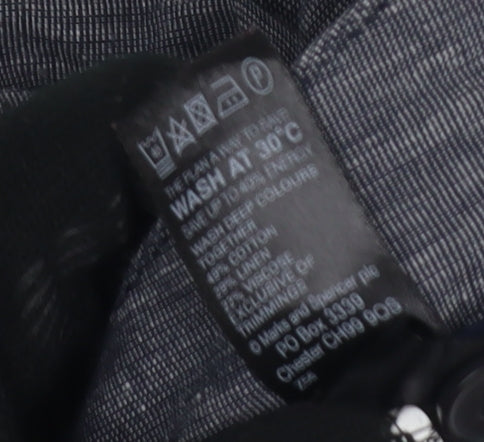 THE PLAN A WAY TO SAVE
WASH AT 30°C
SAVE UP TO 40% ENERGY
WASH DEEP COLOURS
TOGETHER
COTTON
LINEN
VISCOSE
EXCLUSIVE OF
TRIMMINGS
© Marks and Spencer plc
PO Box 3339
Chester CH99 9QS